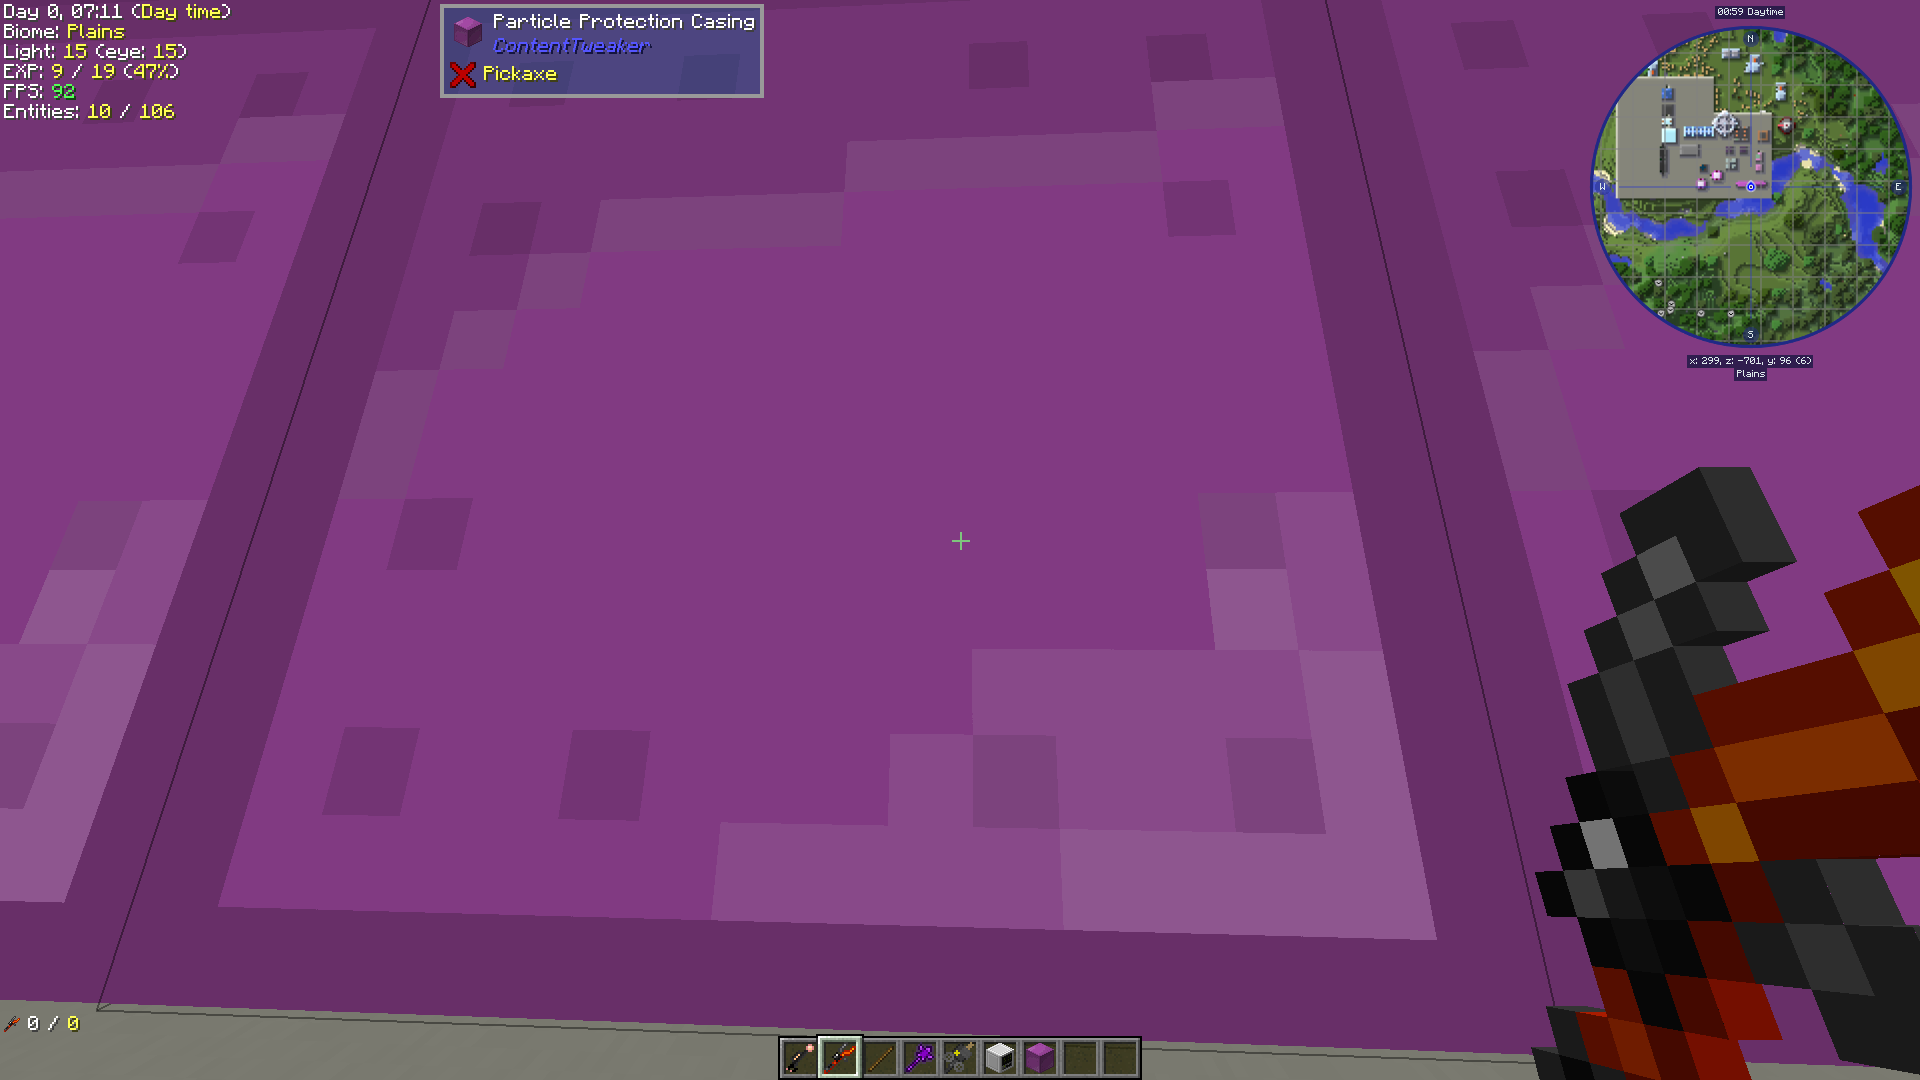 Day 0, 07:11 (Day time)
Biome: Plains
Light: 15 (eye: 15)
EXP: 9 / 19 (47%)
FPS: 92
Entities: 10 / 106
Particle Protection Casing
ContentTweaker
Pickaxe
00:59 Daytime
N
W
E
S
x: 299, z: -701, y: 96 (6)
Plains
0 / 0